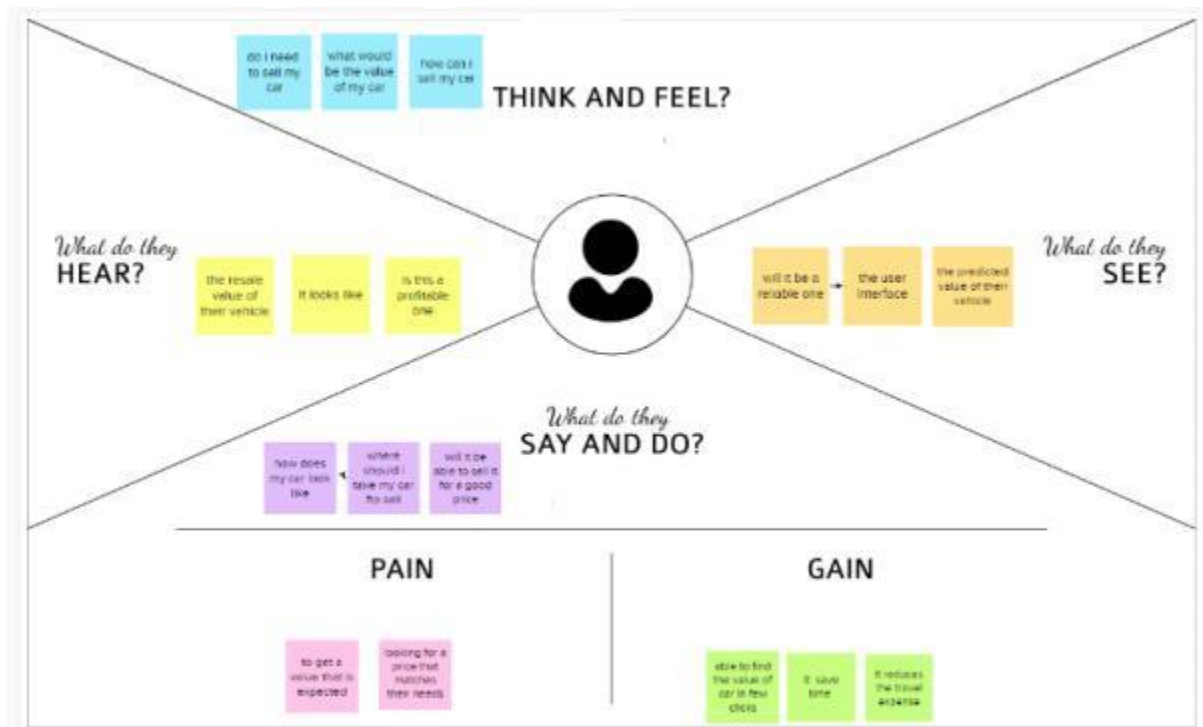 do i need
to sell my
car
what would
be the value
of my car
how can i
sell my car
THINK AND FEEL?
What do they
HEAR?
the resale
value of
their vehicle
it looks like
is this a
profitable
one
will it be a
reliable one
the user
interface
the predicted
value of their
vehicle
What do they
SEE?
What do they
SAY AND DO?
how does
my car look
like
where
should i
take my car
to sell
will it be
able to sell it
for a good
price
PAIN
GAIN
to get a
value that is
expected
looking for a
price that
matches
their needs
able to find
the value of
car in few
clicks
it save
time
it reduces
the travel
expense